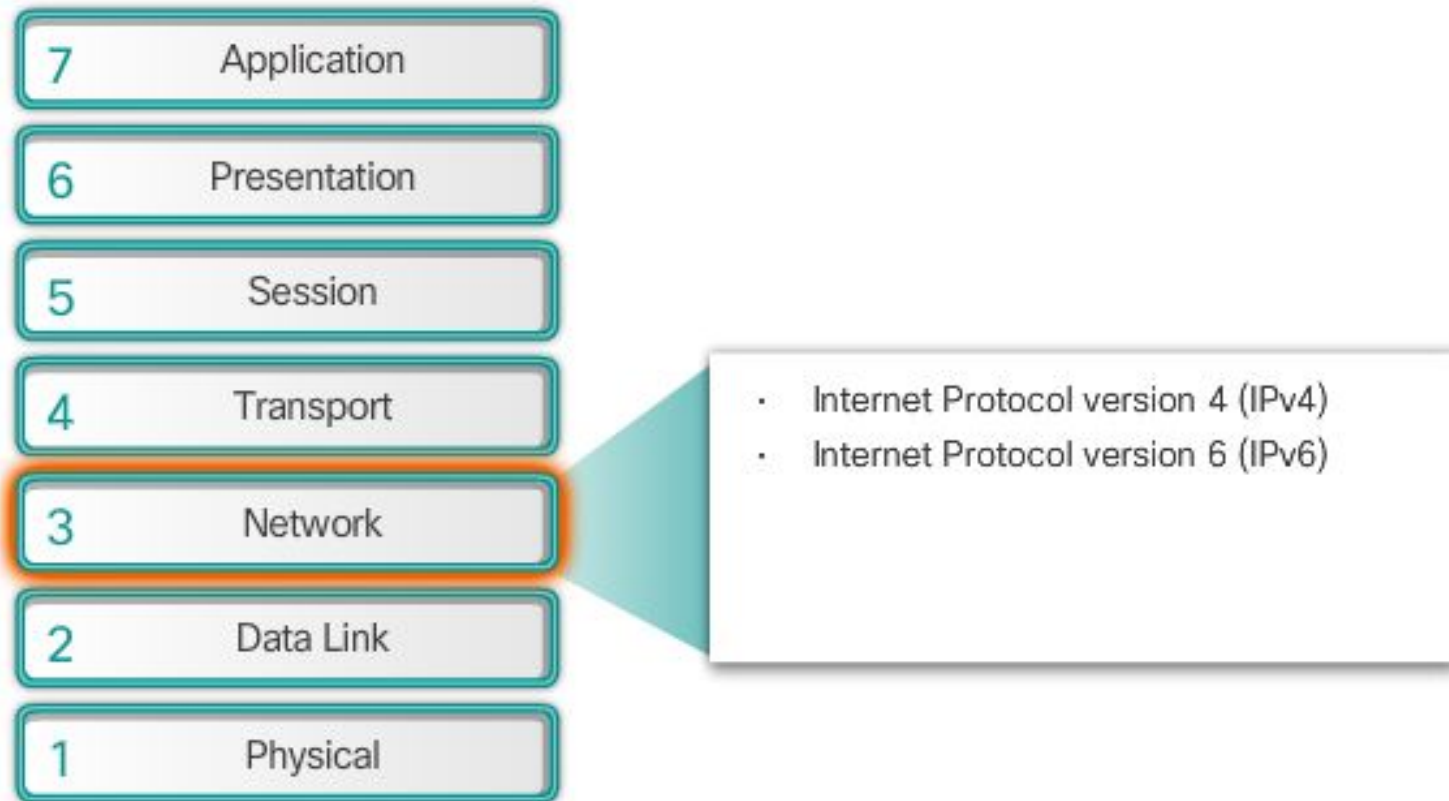 7 Application
6 Presentation
5 Session
4 Transport
3 Network
2 Data Link
1 Physical
· Internet Protocol version 4 (IPv4)
· Internet Protocol version 6 (IPv6)